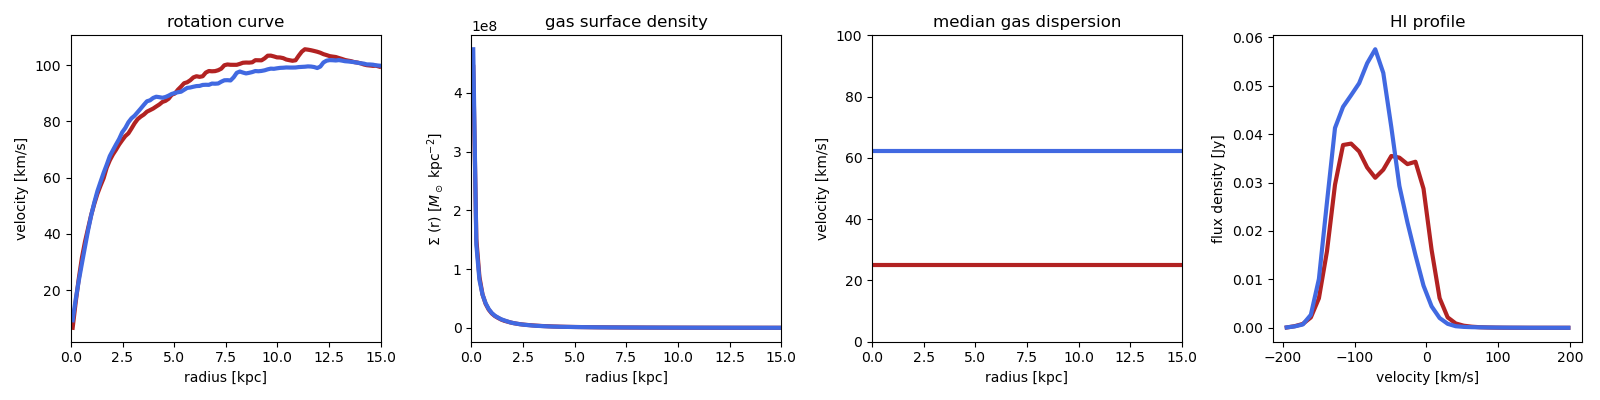 rotation curve
velocity [km/s]
100
80
60
40
20
0.0 2.5 5.0 7.5 10.0 12.5 15.0
radius [kpc]
gas surface density
1e8
Σ (r) [M⊙ kpc⁻²]
4
3
2
1
0
0.0 2.5 5.0 7.5 10.0 12.5 15.0
radius [kpc]
median gas dispersion
velocity [km/s]
100
80
60
40
20
0
0.0 2.5 5.0 7.5 10.0 12.5 15.0
radius [kpc]
HI profile
flux density [Jy]
0.06
0.05
0.04
0.03
0.02
0.01
0.00
−200 −100 0 100 200
velocity [km/s]